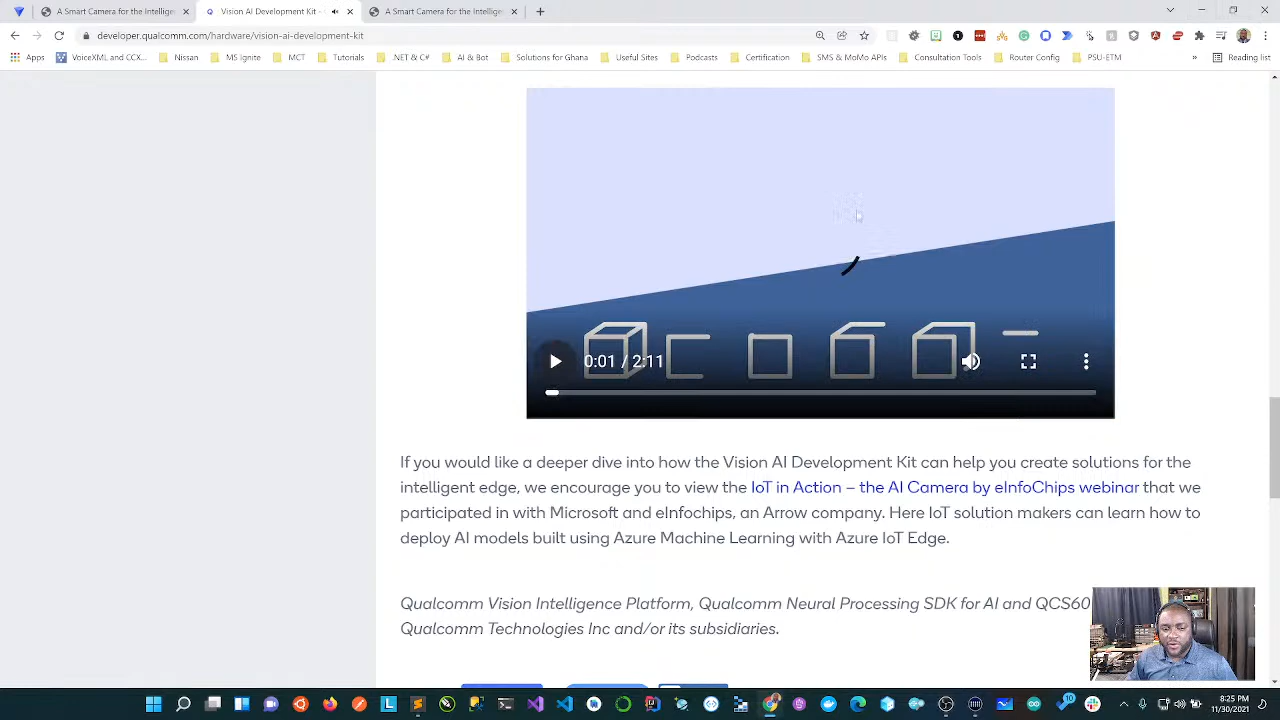 A Smart Camera for the Intelliger
Vision AI Development Kit -
A Smart Camera for the Intelliger
developer.qualcomm.com/hardware/vision-ai-development-kit
Apps
VoiceXML and CCX...
Nissan
MS Ignite
MCT
Tutorials
.NET/C#
AI & Bot
Solutions for Ghana
Useful Sites
Podcasts
Certification
SMS & MoMo APIs
Consultation Tools
Router Config
PSU-ETM
»
Reading list
0:01 / 2:11
If you would like a deeper dive into how the Vision AI Development Kit can help you create solutions for the
intelligent edge, we encourage you to view the IoT in Action – the AI Camera by eInfoChips webinar that we
participated in with Microsoft and eInfochips, an Arrow company. Here IoT solution makers can learn how to
deploy AI models built using Azure Machine Learning with Azure IoT Edge.
Qualcomm Vision Intelligence Platform, Qualcomm Neural Processing SDK for AI and QCS60
Qualcomm Technologies Inc and/or its subsidiaries.
10
8:25 PM
11/30/2021